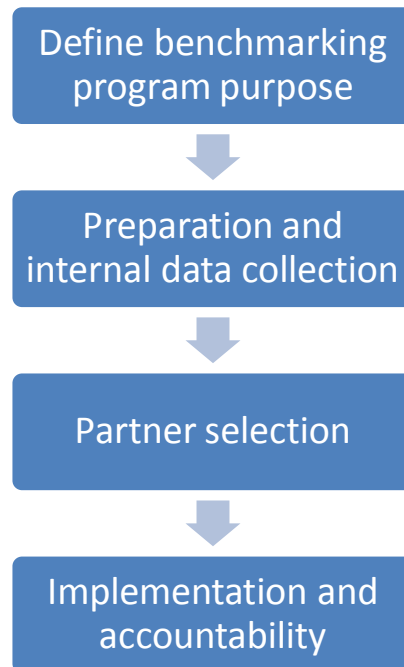 Define benchmarking
program purpose
Preparation and
internal data collection
Partner selection
Implementation and
accountability